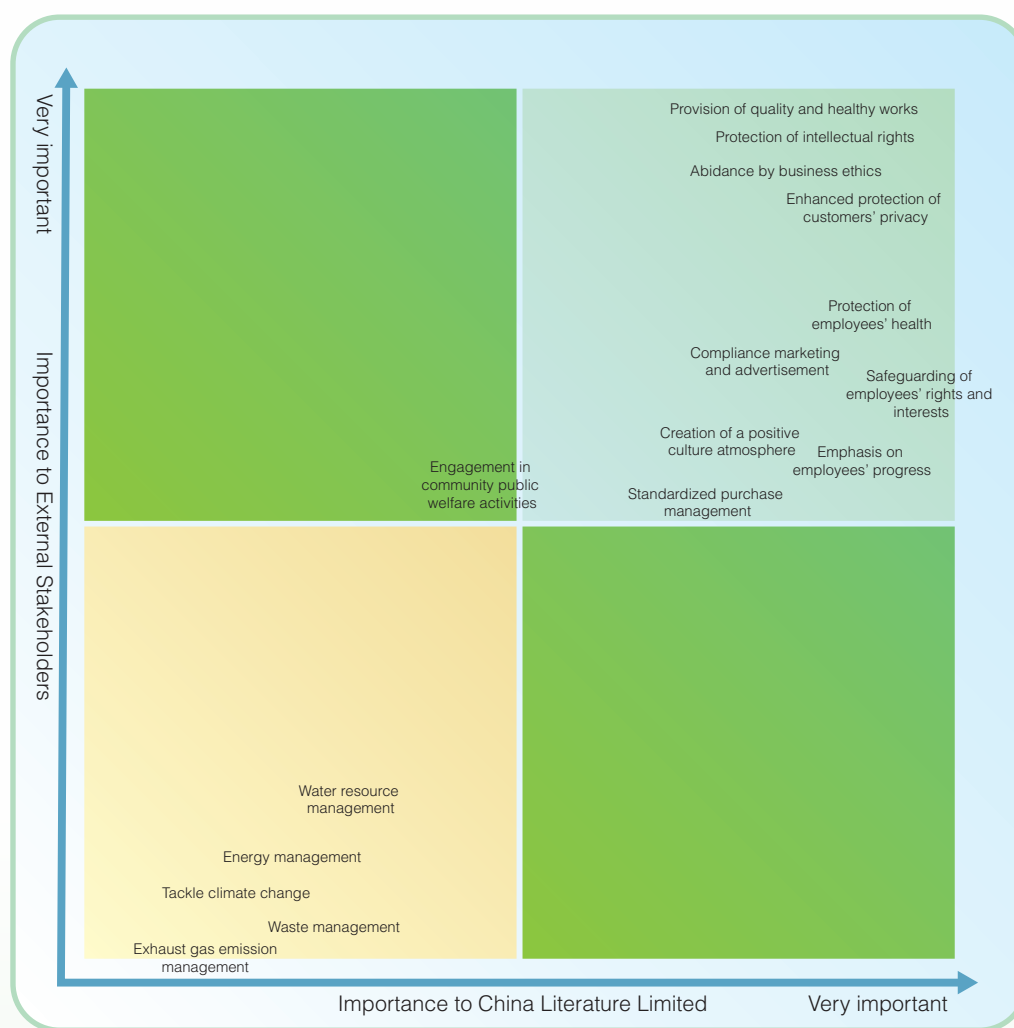 Very important
Importance to External Stakeholders
Provision of quality and healthy works
Protection of intellectual rights
Abidance by business ethics
Enhanced protection of
customers' privacy
Protection of
employees' health
Compliance marketing
and advertisement
Safeguarding of
employees' rights and
interests
Creation of a positive
culture atmosphere
Emphasis on
employees' progress
Engagement in
community public
welfare activities
Standardized purchase
management
Water resource
management
Energy management
Tackle climate change
Waste management
Exhaust gas emission
management
Importance to China Literature Limited
Very important